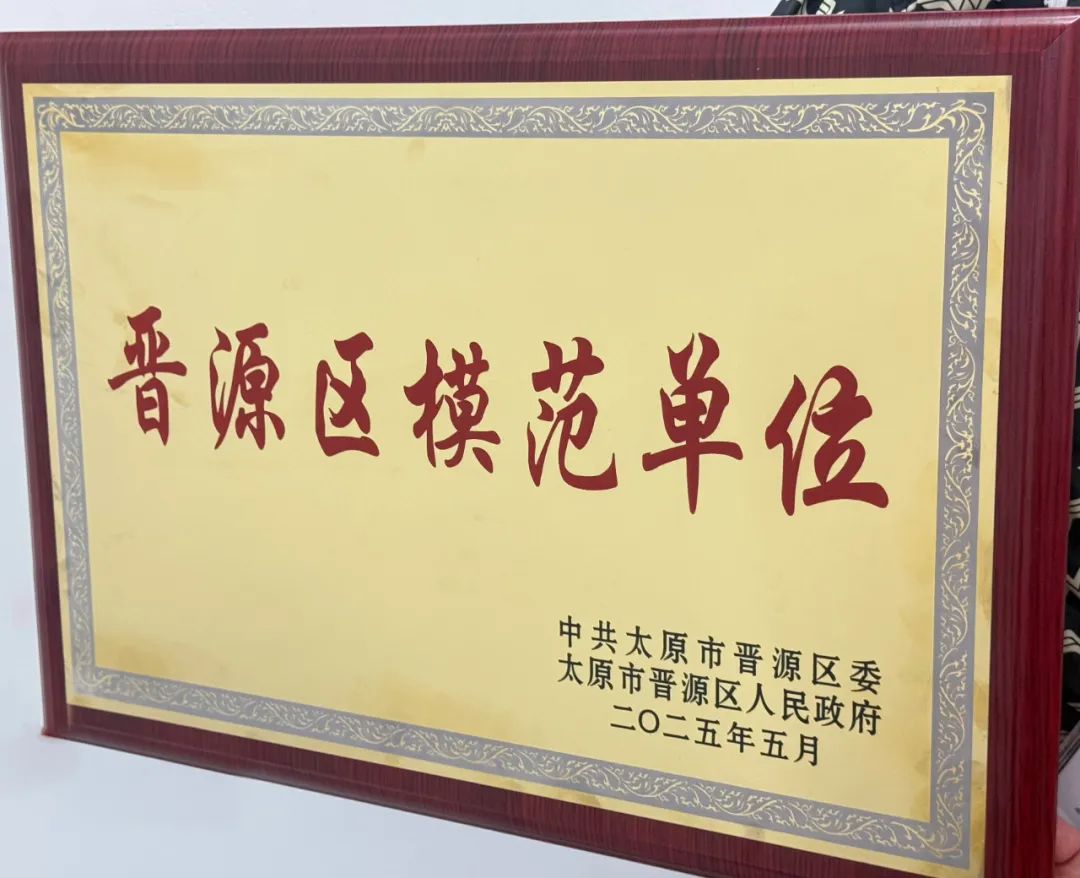 晋源区模范单位
中共太原市晋源区委
太原市晋源区人民政府
二〇二五年五月